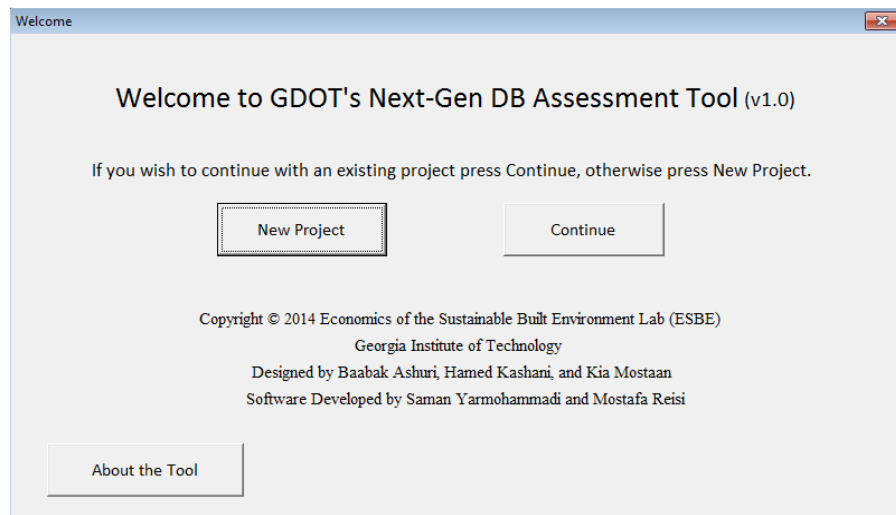 Welcome
Welcome to GDOT's Next-Gen DB Assessment Tool (v1.0)
If you wish to continue with an existing project press Continue, otherwise press New Project.
New Project
Continue
Copyright © 2014 Economics of the Sustainable Built Environment Lab (ESBE)
Georgia Institute of Technology
Designed by Baabak Ashuri, Hamed Kashani, and Kia Mostaan
Software Developed by Saman Yarmohammadi and Mostafa Reisi
About the Tool